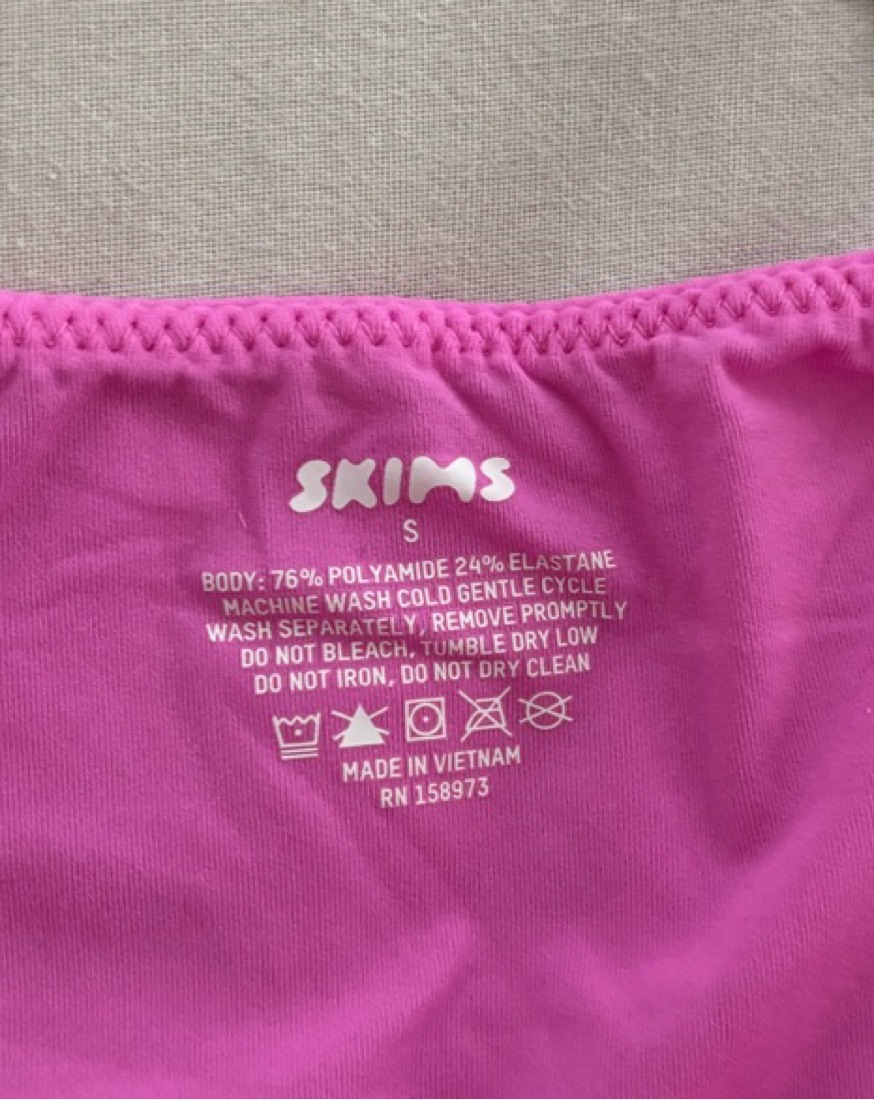 SKIMS
S
BODY: 76% POLYAMIDE 24% ELASTANE
MACHINE WASH COLD GENTLE CYCLE
WASH SEPARATELY, REMOVE PROMPTLY
DO NOT BLEACH, TUMBLE DRY LOW
DO NOT IRON, DO NOT DRY CLEAN
MADE IN VIETNAM
RN 158973